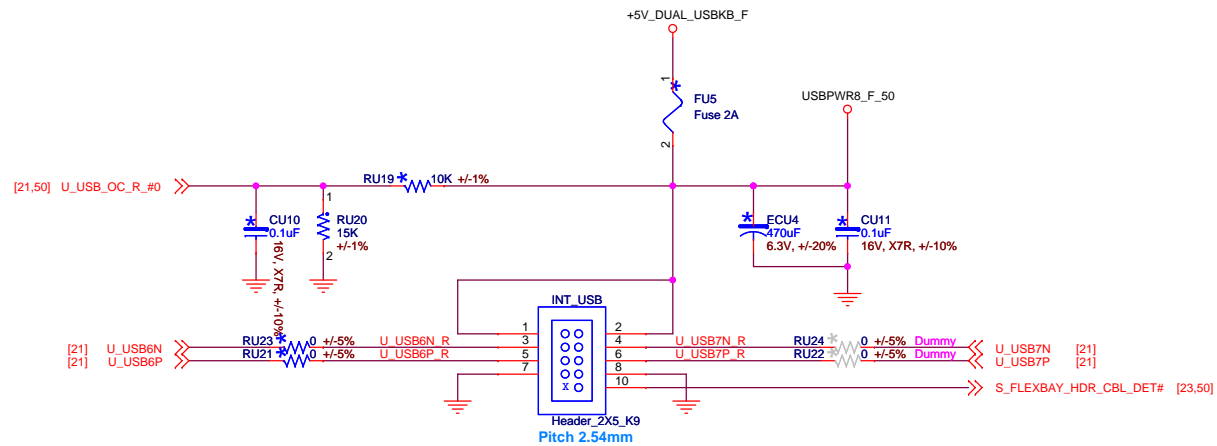 +5V_DUAL_USBKB_F
1
*
FU5
Fuse 2A
2
USBPWR8_F_50
[21,50] U_USB_OC_R_#0
RU19 * 10K +/-1%
* CU10
0.1uF
16V, X7R, +/-10%
1
RU20
15K
+/-1%
2
* ECU4
470uF
6.3V, +/-20%
* CU11
0.1uF
16V, X7R, +/-10%
INT_USB
1 2
3 4
5 6
7 8
10
X
[21] U_USB6N RU23 * 0 +/-5% U_USB6N_R
[21] U_USB6P RU21 * 0 +/-5% U_USB6P_R
U_USB7N_R RU24 * 0 +/-5% Dummy U_USB7N [21]
U_USB7P_R RU22 * 0 +/-5% Dummy U_USB7P [21]
S_FLEXBAY_HDR_CBL_DET# [23,50]
Header_2X5_K9
Pitch 2.54mm